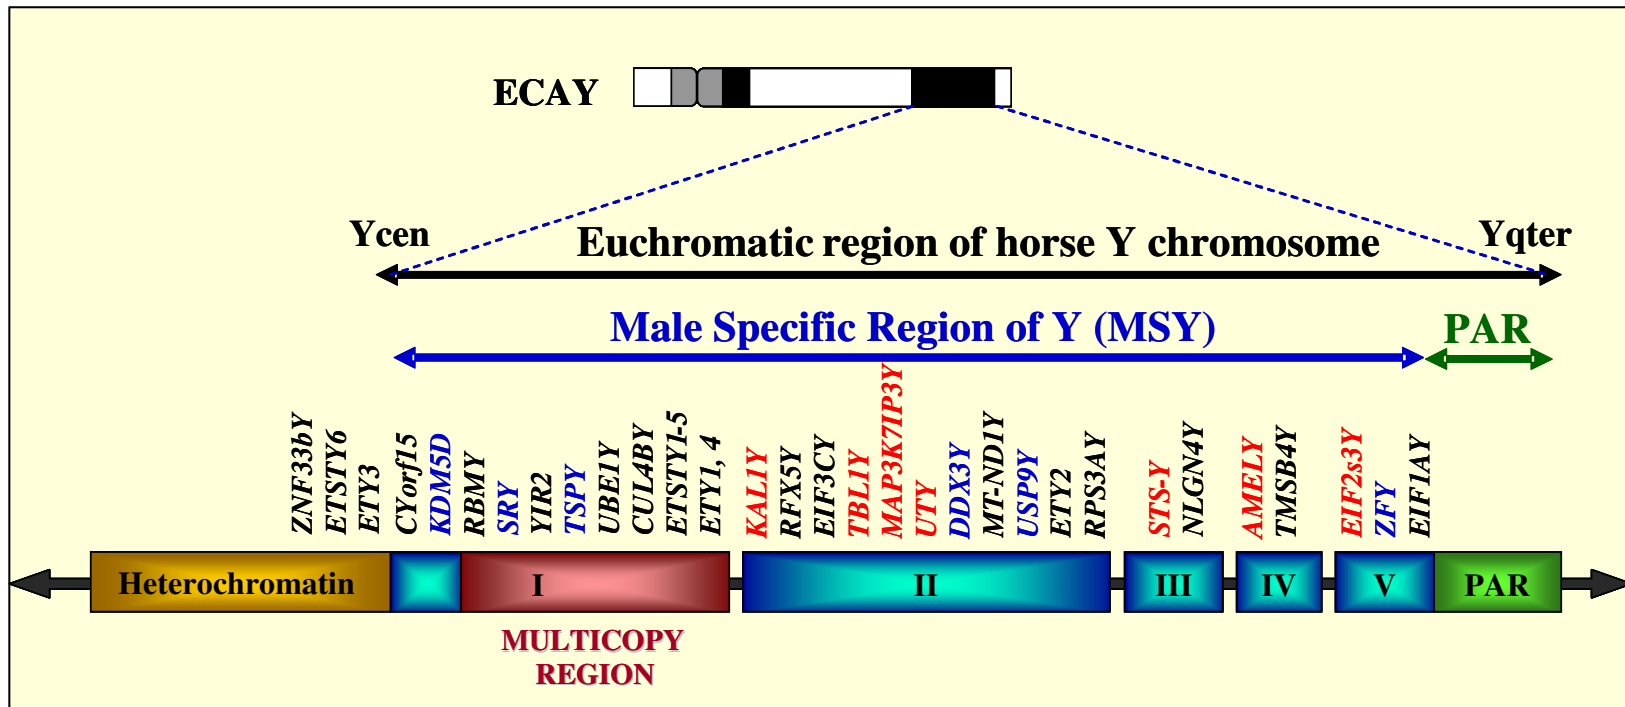 ECAY
Ycen
Euchromatic region of horse Y chromosome
Yqter
Male Specific Region of Y (MSY)
PAR
ZNF33bY
ETSTY6
ETY3
CYorf15
KDM5D
RBMY
SRY
YIR2
TSPY
UBE1Y
CUL4BY
ETSTY1-5
ETY1, 4
KAL1Y
RFX5Y
EIF3CY
TBL1Y
MAP3K7IP3Y
UTY
DDX3Y
MT-ND1Y
USP9Y
ETY2
RPS3AY
STS-Y
NLGN4Y
AMELY
TMSB4Y
EIF2s3Y
ZFY
EIF1AY
Heterochromatin
I
II
III
IV
V
PAR
MULTICOPY
REGION